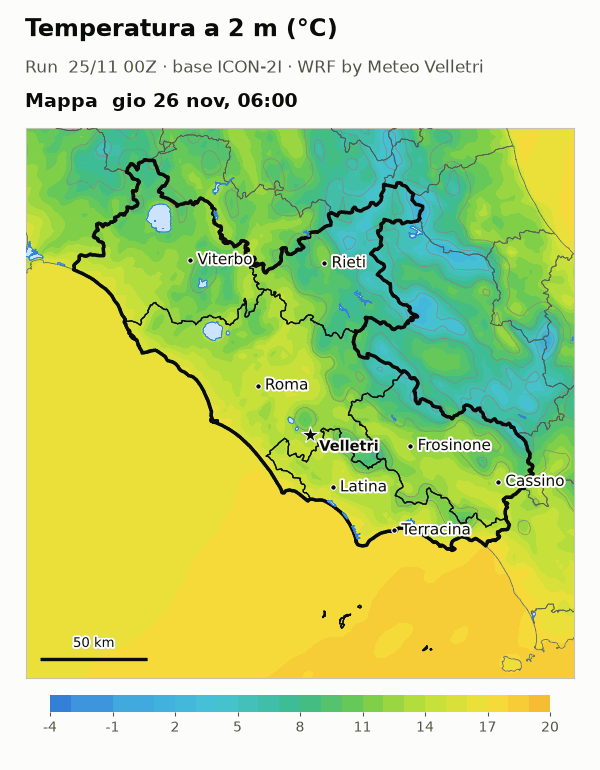 Temperatura a 2 m (°C)
Run  25/11 00Z · base ICON-2I · WRF by Meteo Velletri
Mappa  gio 26 nov, 06:00
Viterbo
Rieti
Roma
Velletri
Frosinone
Latina
Cassino
Terracina
50 km
-4 -1 2 5 8 11 14 17 20